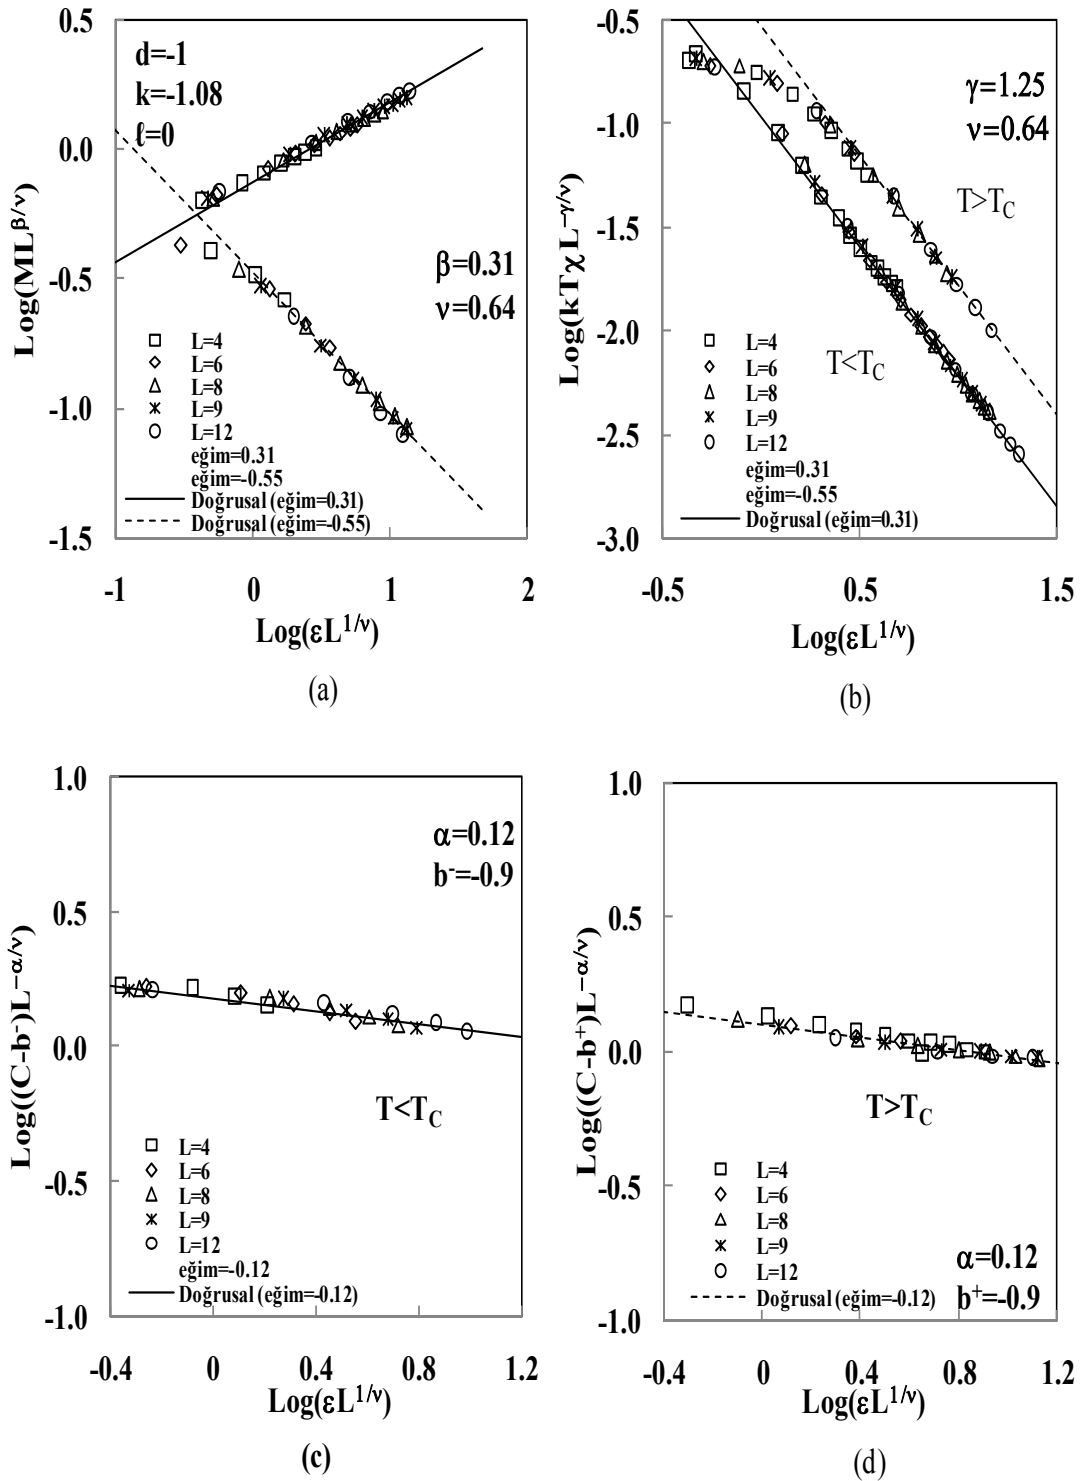 0.5
0.0
-0.5
-1.0
-1.5
-1
0
1
2
Log(ML^β/ν)
Log(εL^1/ν)
d=-1
k=-1.08
ℓ=0
β=0.31
ν=0.64
L=4
L=6
L=8
L=9
L=12
eğim=0.31
eğim=-0.55
Doğrusal (eğim=0.31)
Doğrusal (eğim=-0.55)
(a)
-0.5
-1.0
-1.5
-2.0
-2.5
-3.0
-0.5
0.5
1.5
Log(kTχL^-γ/ν)
Log(εL^1/ν)
γ=1.25
ν=0.64
T>T_C
T<T_C
L=4
L=6
L=8
L=9
L=12
eğim=0.31
eğim=-0.55
Doğrusal (eğim=0.31)
(b)
1.0
0.5
0.0
-0.5
-1.0
-0.4
0
0.4
0.8
1.2
Log((C-b^-)L^-α/ν)
Log(εL^1/ν)
α=0.12
b^-=-0.9
T<T_C
L=4
L=6
L=8
L=9
L=12
eğim=-0.12
Doğrusal (eğim=-0.12)
(c)
1.0
0.5
0.0
-0.5
-1.0
-0.4
0
0.4
0.8
1.2
Log((C-b^+)L^-α/ν)
Log(εL^1/ν)
T>T_C
L=4
L=6
L=8
L=9
L=12
Doğrusal (eğim=-0.12)
α=0.12
b^+=-0.9
(d)